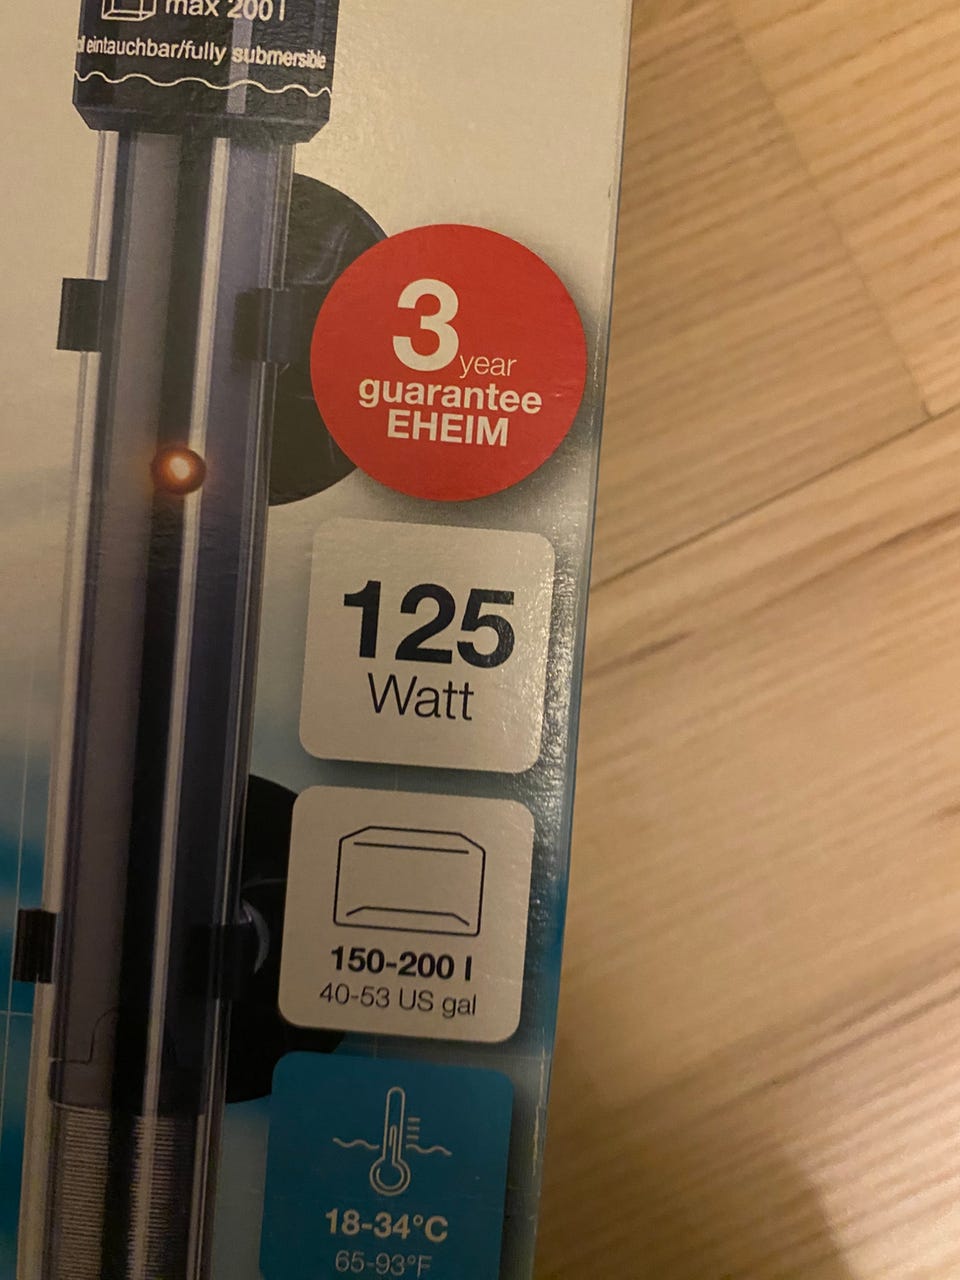 max 200 l
eintauchbar/fully submersible
3
year
guarantee
EHEIM
125
Watt
150-200 l
40-53 US gal
18-34°C
65-93°F